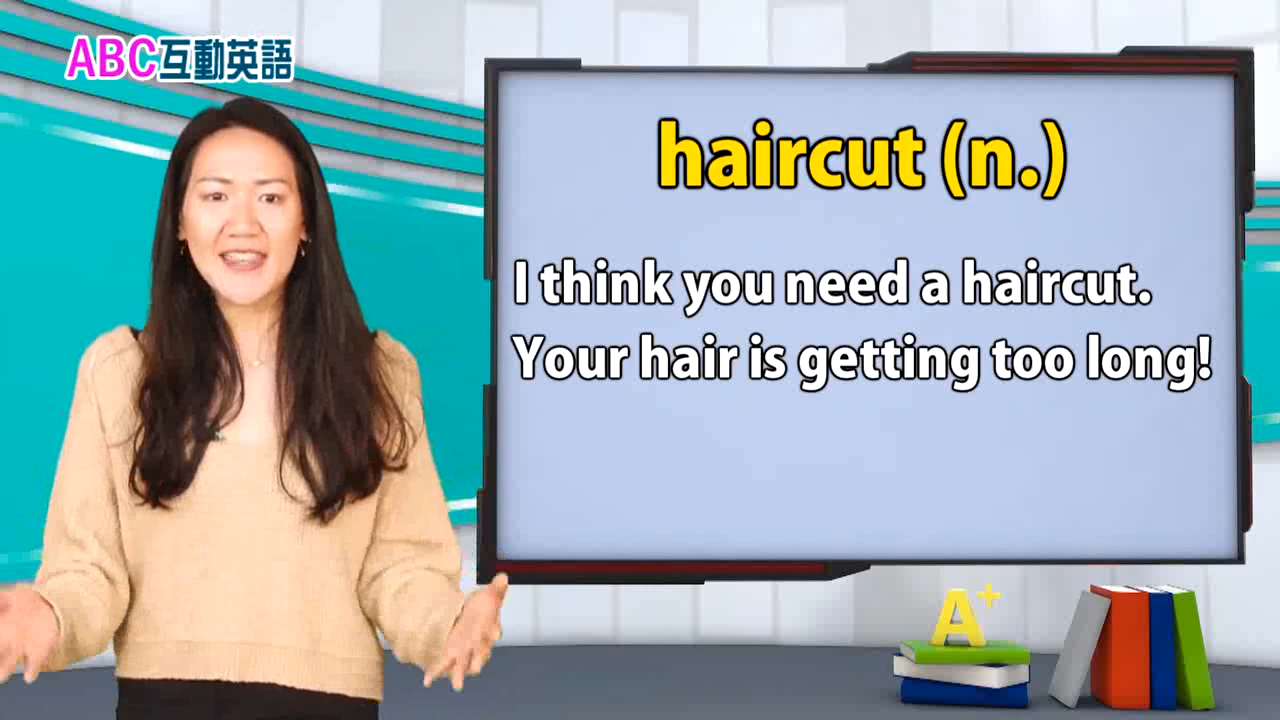 ABC互動英語
haircut (n.)
I think you need a haircut.
Your hair is getting too long!
A+